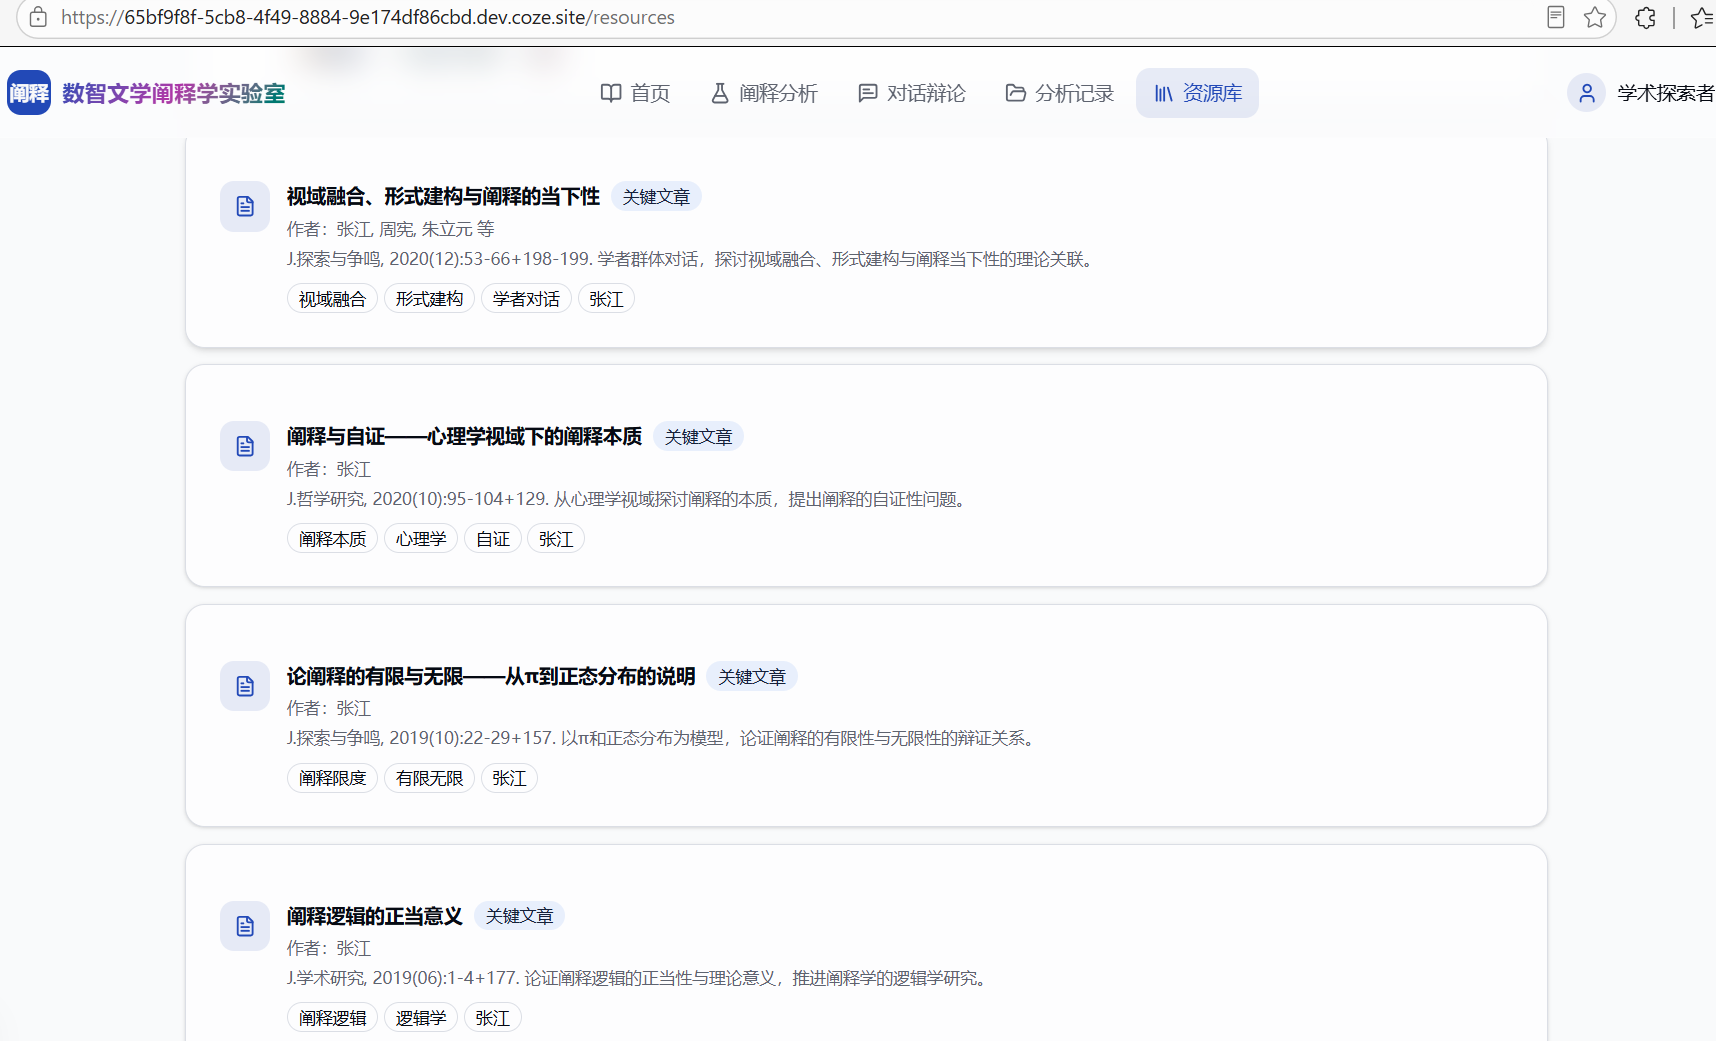 https://65bf9f8f-5cb8-4f49-8884-9e174df86cbd.dev.coze.site/resources
阐释 数智文学阐释学实验室 首页 阐释分析 对话辩论 分析记录 资源库 学术探索者
视域融合、形式建构与阐释的当下性 关键文章
作者：张江, 周宪, 朱立元 等
J.探索与争鸣, 2020(12):53-66+198-199. 学者群体对话，探讨视域融合、形式建构与阐释当下性的理论关联。
视域融合 形式建构 学者对话 张江
阐释与自证——心理学视域下的阐释本质 关键文章
作者：张江
J.哲学研究, 2020(10):95-104+129. 从心理学视域探讨阐释的本质，提出阐释的自证性问题。
阐释本质 心理学 自证 张江
论阐释的有限与无限——从π到正态分布的说明 关键文章
作者：张江
J.探索与争鸣, 2019(10):22-29+157. 以π和正态分布为模型，论证阐释的有限性与无限性的辩证关系。
阐释限度 有限无限 张江
阐释逻辑的正当意义 关键文章
作者：张江
J.学术研究, 2019(06):1-4+177. 论证阐释逻辑的正当性与理论意义，推进阐释学的逻辑学研究。
阐释逻辑 逻辑学 张江